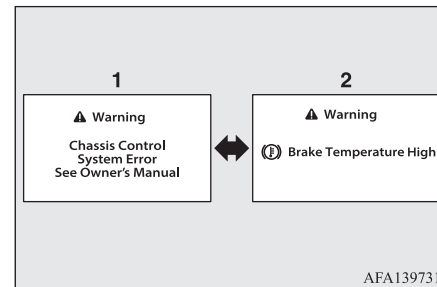 1
Warning
Chassis Control
System Error
See Owner's Manual
2
Warning
Brake Temperature High
AFA139731